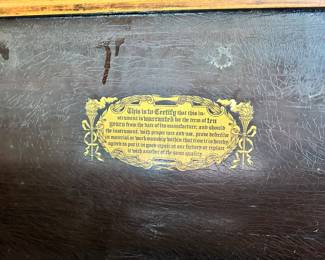 This is to Certify that this in-
strument is warranted for the term of ten
years from the date of its manufacture; and should
the instrument, with proper care and use, prove defective
in material or workmanship within that time it is hereby
agreed to put it in good repair at our factory or replace
it with another of the same quality.